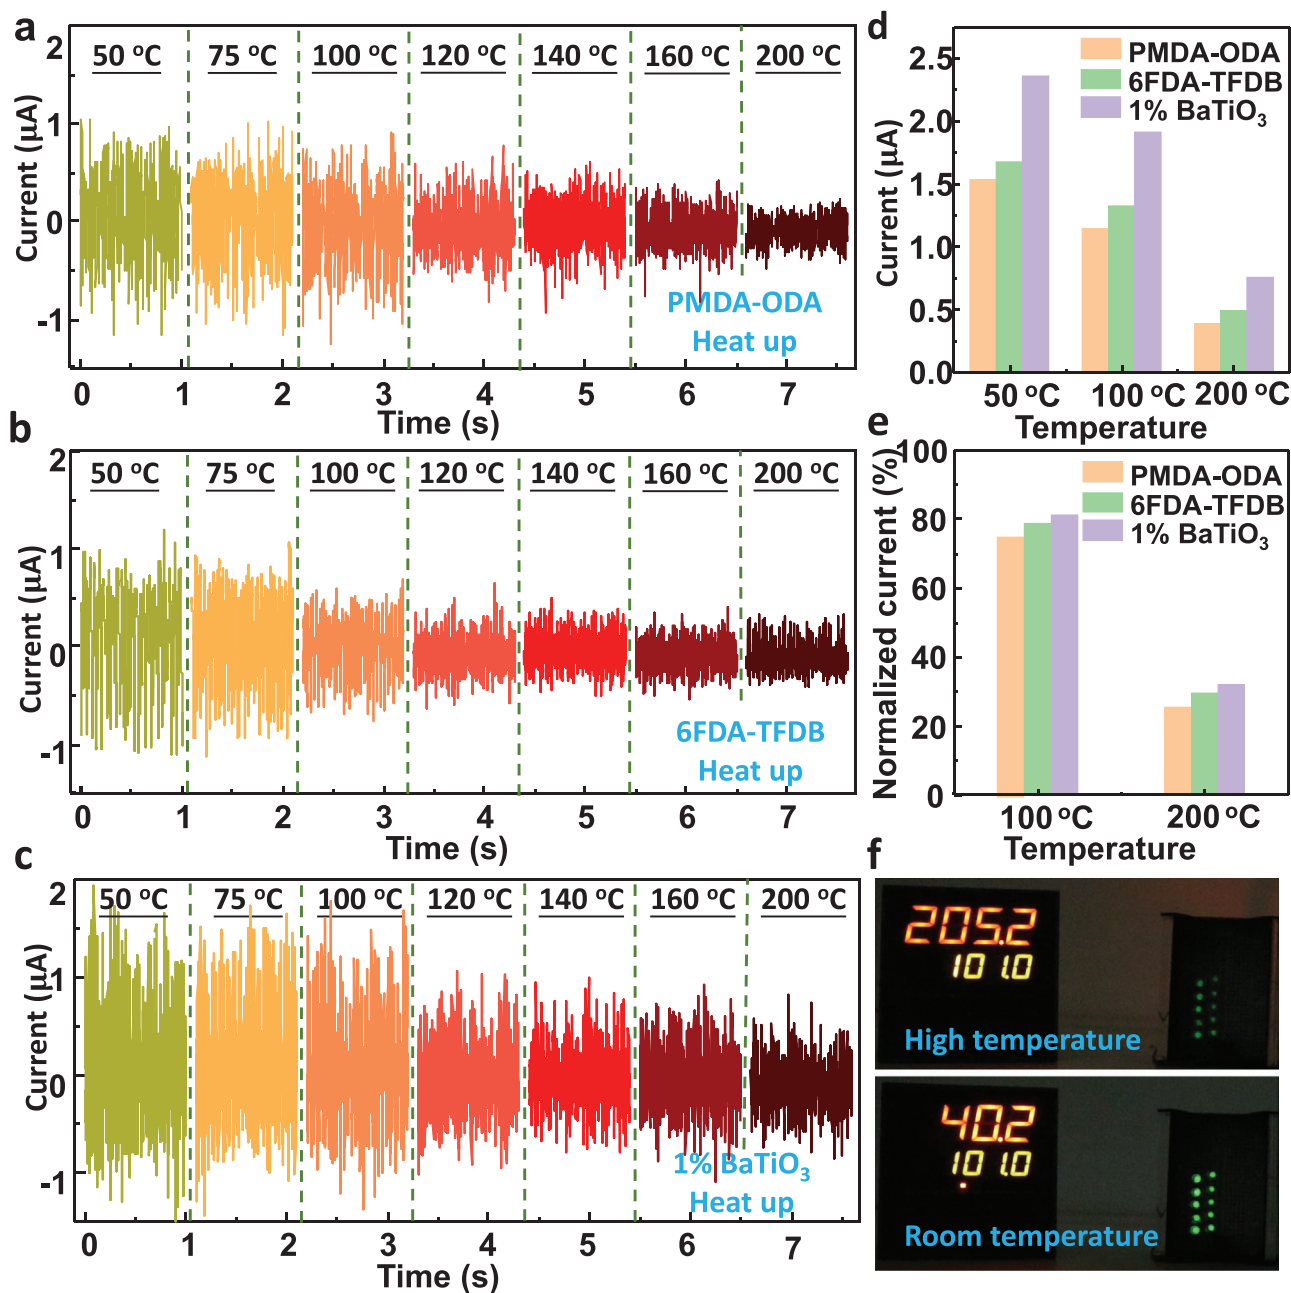 a
2
1
0
-1
Current (μA)
50 °C
75 °C
100 °C
120 °C
140 °C
160 °C
200 °C
PMDA-ODA
Heat up
0 1 2 3 4 5 6 7
Time (s)
b
2
1
0
-1
Current (μA)
50 °C
75 °C
100 °C
120 °C
140 °C
160 °C
200 °C
6FDA-TFDB
Heat up
0 1 2 3 4 5 6 7
Time (s)
c
2
1
0
-1
Current (μA)
50 °C
75 °C
100 °C
120 °C
140 °C
160 °C
200 °C
1% BaTiO₃
Heat up
0 1 2 3 4 5 6 7
Time (s)
d
2.5
2.0
1.5
1.0
0.5
0.0
Current (μA)
PMDA-ODA
6FDA-TFDB
1% BaTiO₃
50 °C
100 °C
200 °C
Temperature
e
100
80
60
40
20
0
Normalized current (%)
PMDA-ODA
6FDA-TFDB
1% BaTiO₃
100 °C
200 °C
Temperature
f
205.2
101.0
High temperature
40.2
101.0
Room temperature